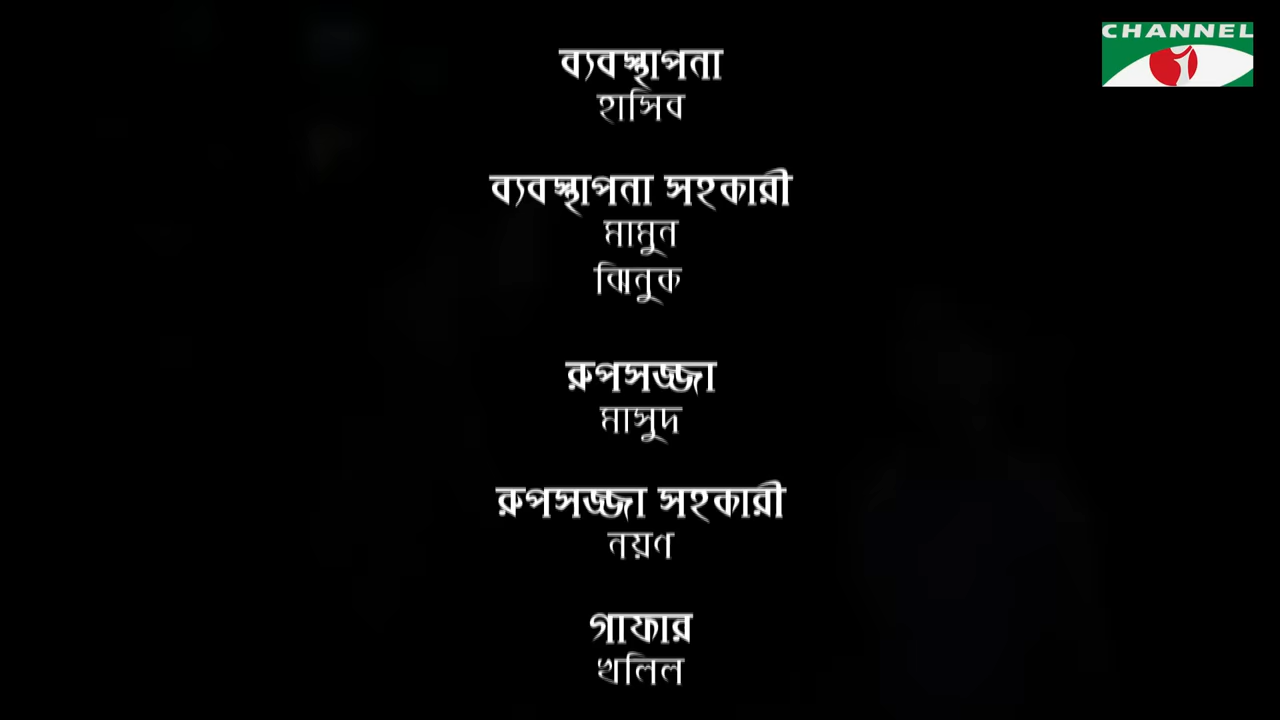 CHANNEL
ব্যবস্থাপনা
হাসিব
ব্যবস্থাপনা সহকারী
মামুন
ঝিনুক
রুপসজ্জা
মাসুদ
রুপসজ্জা সহকারী
নয়ণ
গাফার
খলিল